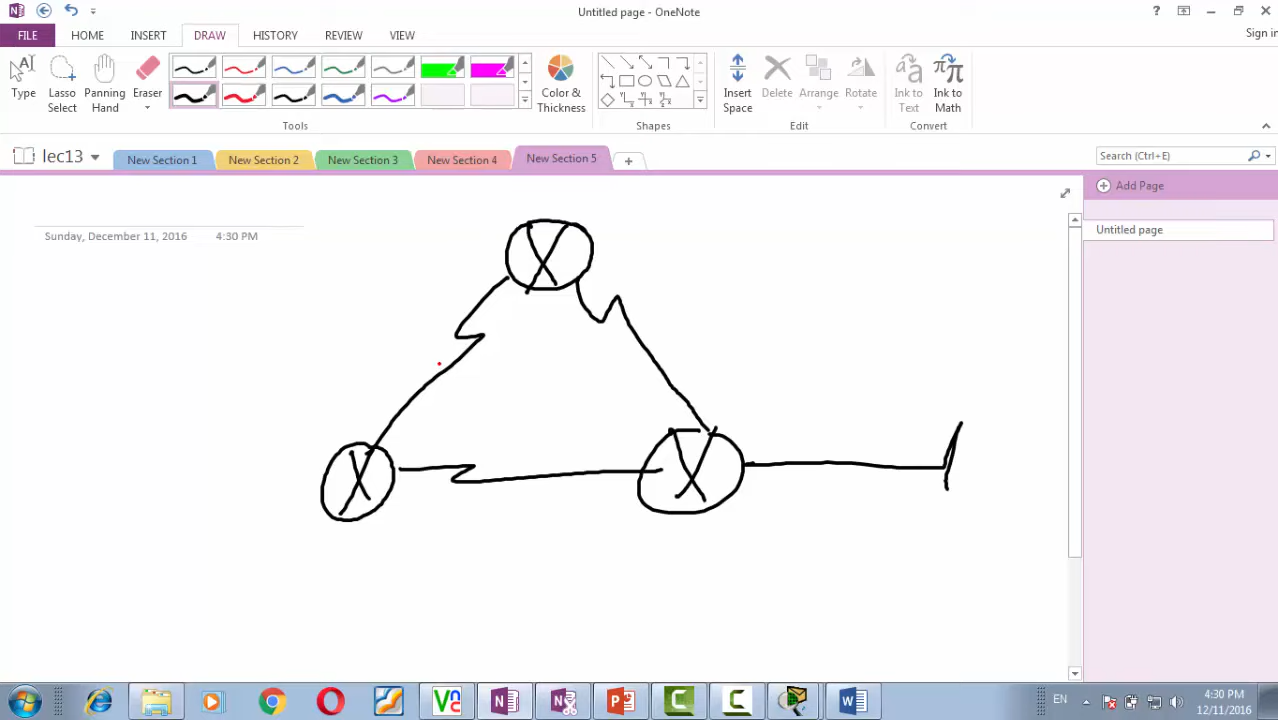 Untitled page - OneNote
?
FILE HOME INSERT DRAW HISTORY REVIEW VIEW
Sign in
Type
Lasso Select
Panning Hand
Eraser
Color & Thickness
Insert Space
Delete
Arrange
Rotate
Ink to Text
Ink to Math
Tools
Shapes
Edit
Convert
lec13
New Section 1
New Section 2
New Section 3
New Section 4
New Section 5
Search (Ctrl+E)
Add Page
Untitled page
Sunday, December 11, 2016 4:30 PM
X
X
X
EN
4:30 PM
12/11/2016